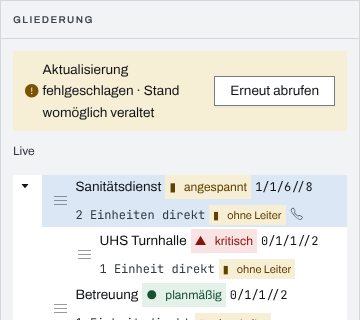 GLIEDERUNG
Aktualisierung
fehlgeschlagen · Stand
womöglich veraltet
Erneut abrufen
Live
Sanitätsdienst angespannt 1/1/6//8
2 Einheiten direkt ohne Leiter
UHS Turnhalle kritisch 0/1/1//2
1 Einheit direkt ohne Leiter
Betreuung planmäßig 0/1/1//2